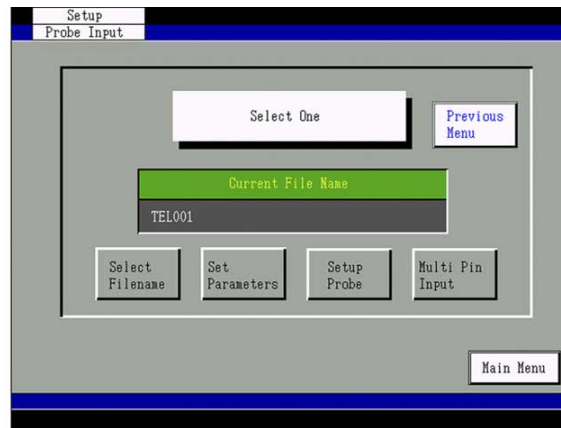 Setup
Probe Input
Select One
Previous
Menu
Current File Name
TEL001
Select
Filename
Set
Parameters
Setup
Probe
Multi Pin
Input
Main Menu